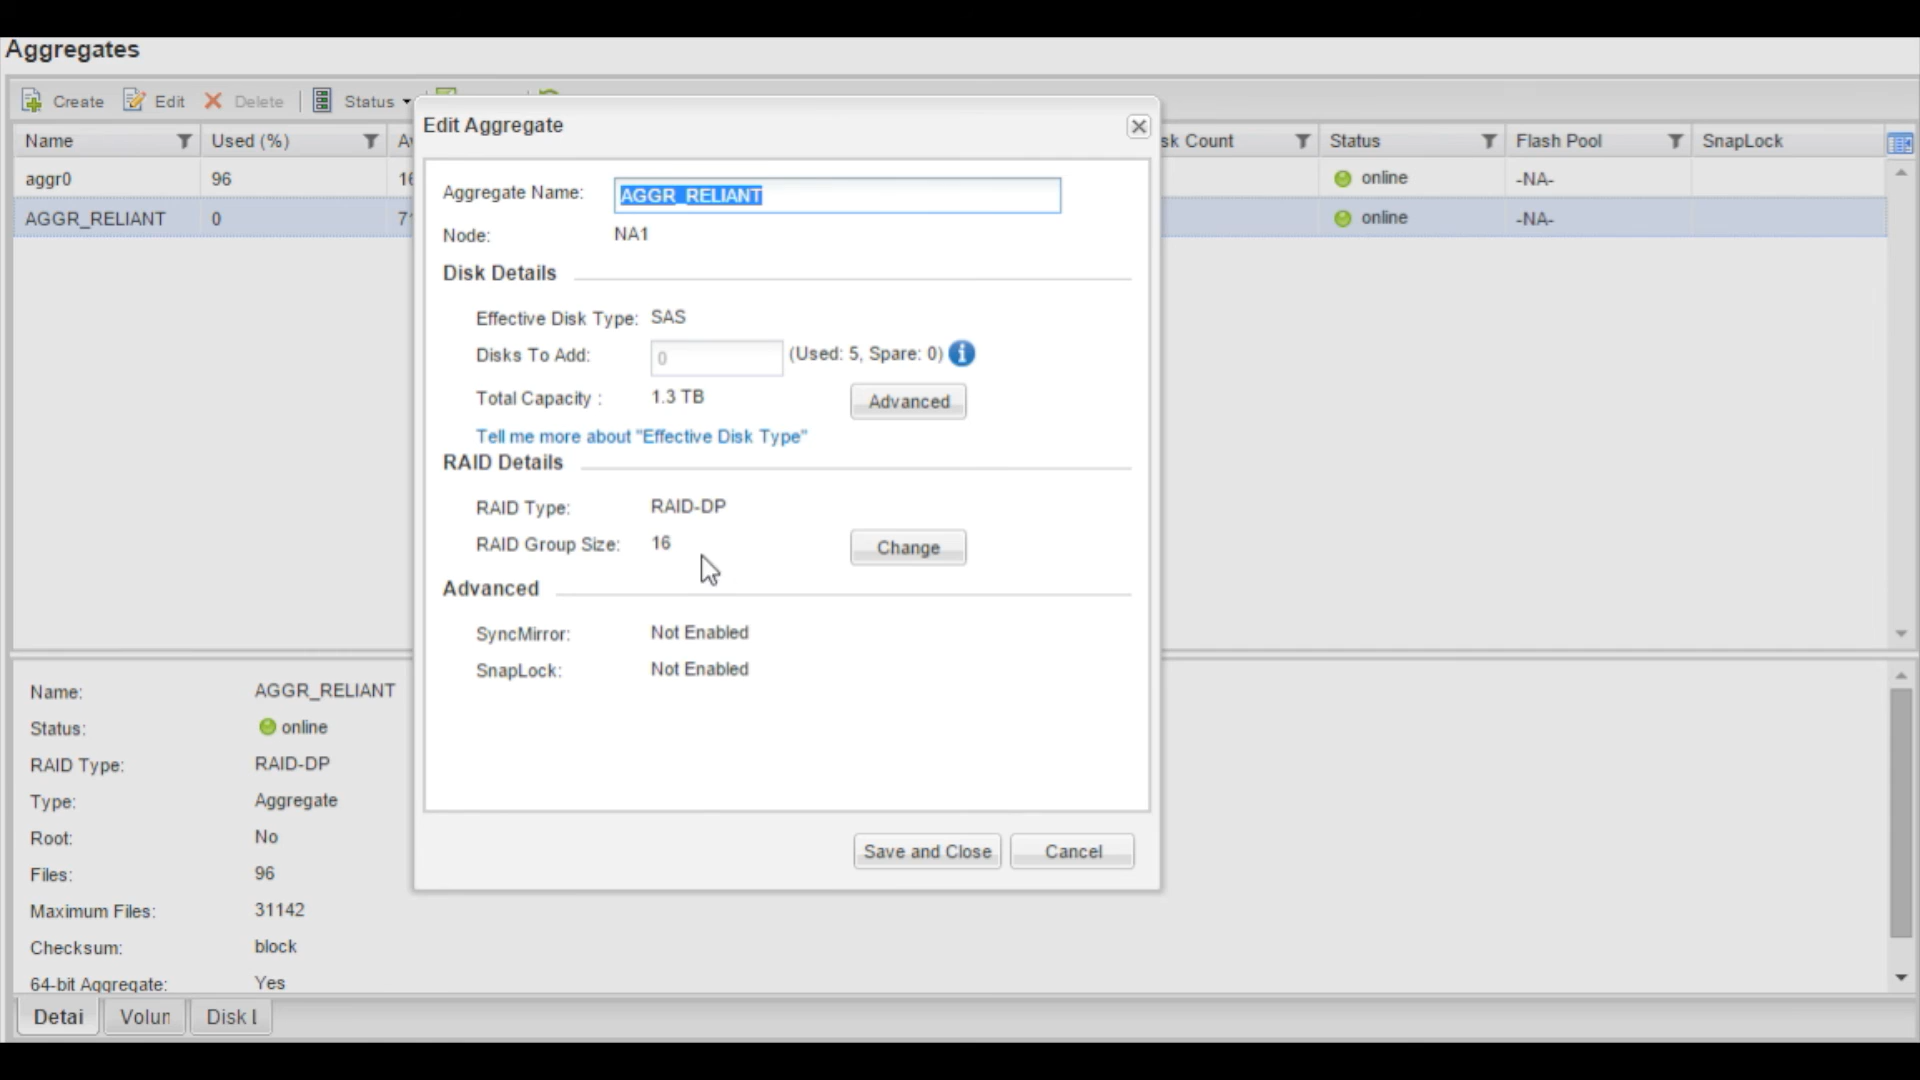 Aggregates
Create Edit Delete Status
Name Used (%) sk Count Status Flash Pool SnapLock
aggr0 96 16 online -NA-
AGGR_RELIANT 0 71 online -NA-
Edit Aggregate
Aggregate Name: AGGR_RELIANT
Node: NA1
Disk Details
Effective Disk Type: SAS
Disks To Add: 0 (Used: 5, Spare: 0)
Total Capacity : 1.3 TB Advanced
Tell me more about "Effective Disk Type"
RAID Details
RAID Type: RAID-DP
RAID Group Size: 16 Change
Advanced
SyncMirror: Not Enabled
SnapLock: Not Enabled
Save and Close Cancel
Name: AGGR_RELIANT
Status: online
RAID Type: RAID-DP
Type: Aggregate
Root: No
Files: 96
Maximum Files: 31142
Checksum: block
64-bit Aggregate: Yes
Detai Volun Disk L